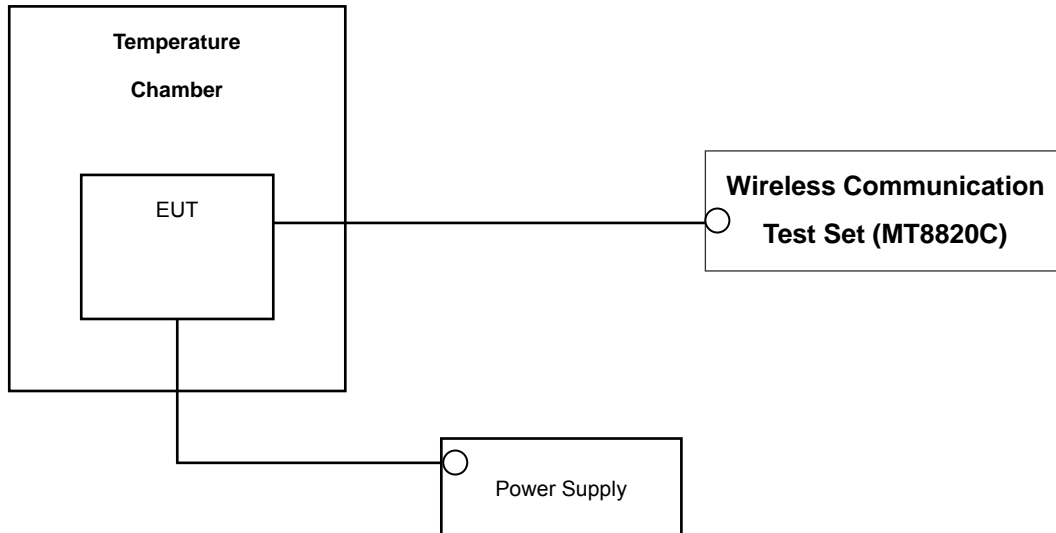 Temperature
Chamber
EUT
Wireless Communication
Test Set (MT8820C)
Power Supply